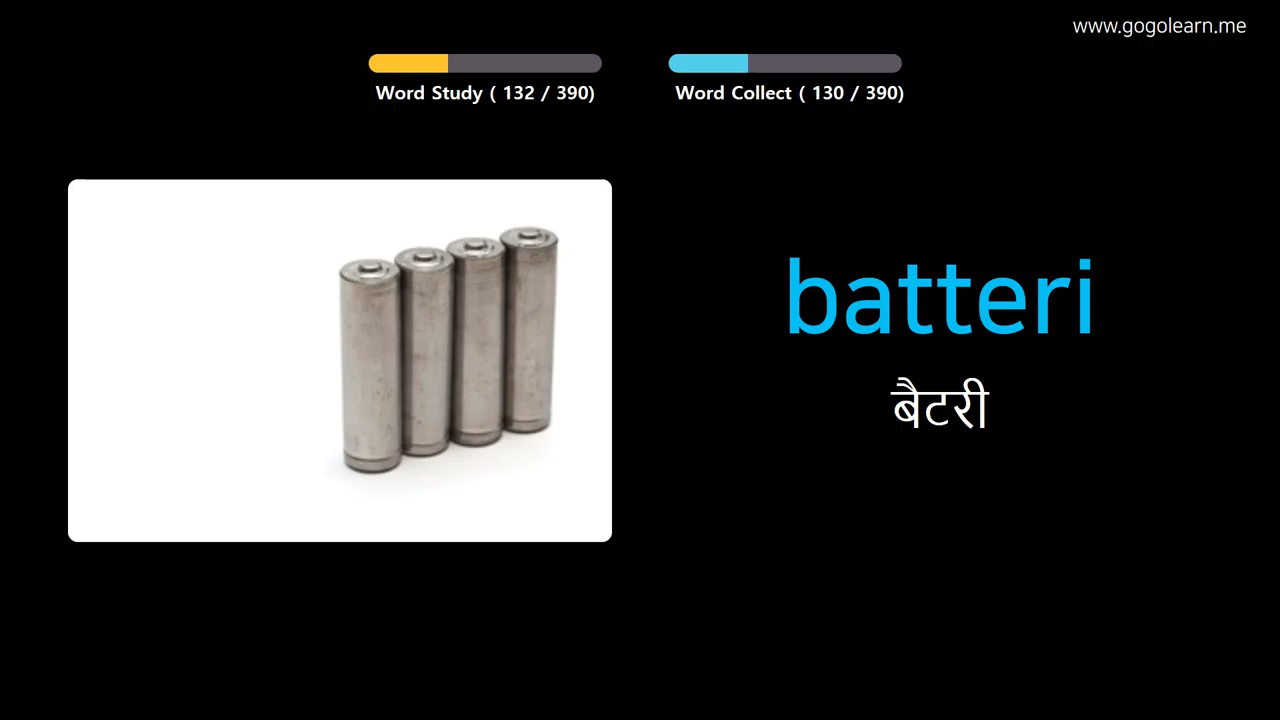 www.gogolearn.me
Word Study ( 132 / 390)
Word Collect ( 130 / 390)
batteri
बैटरी